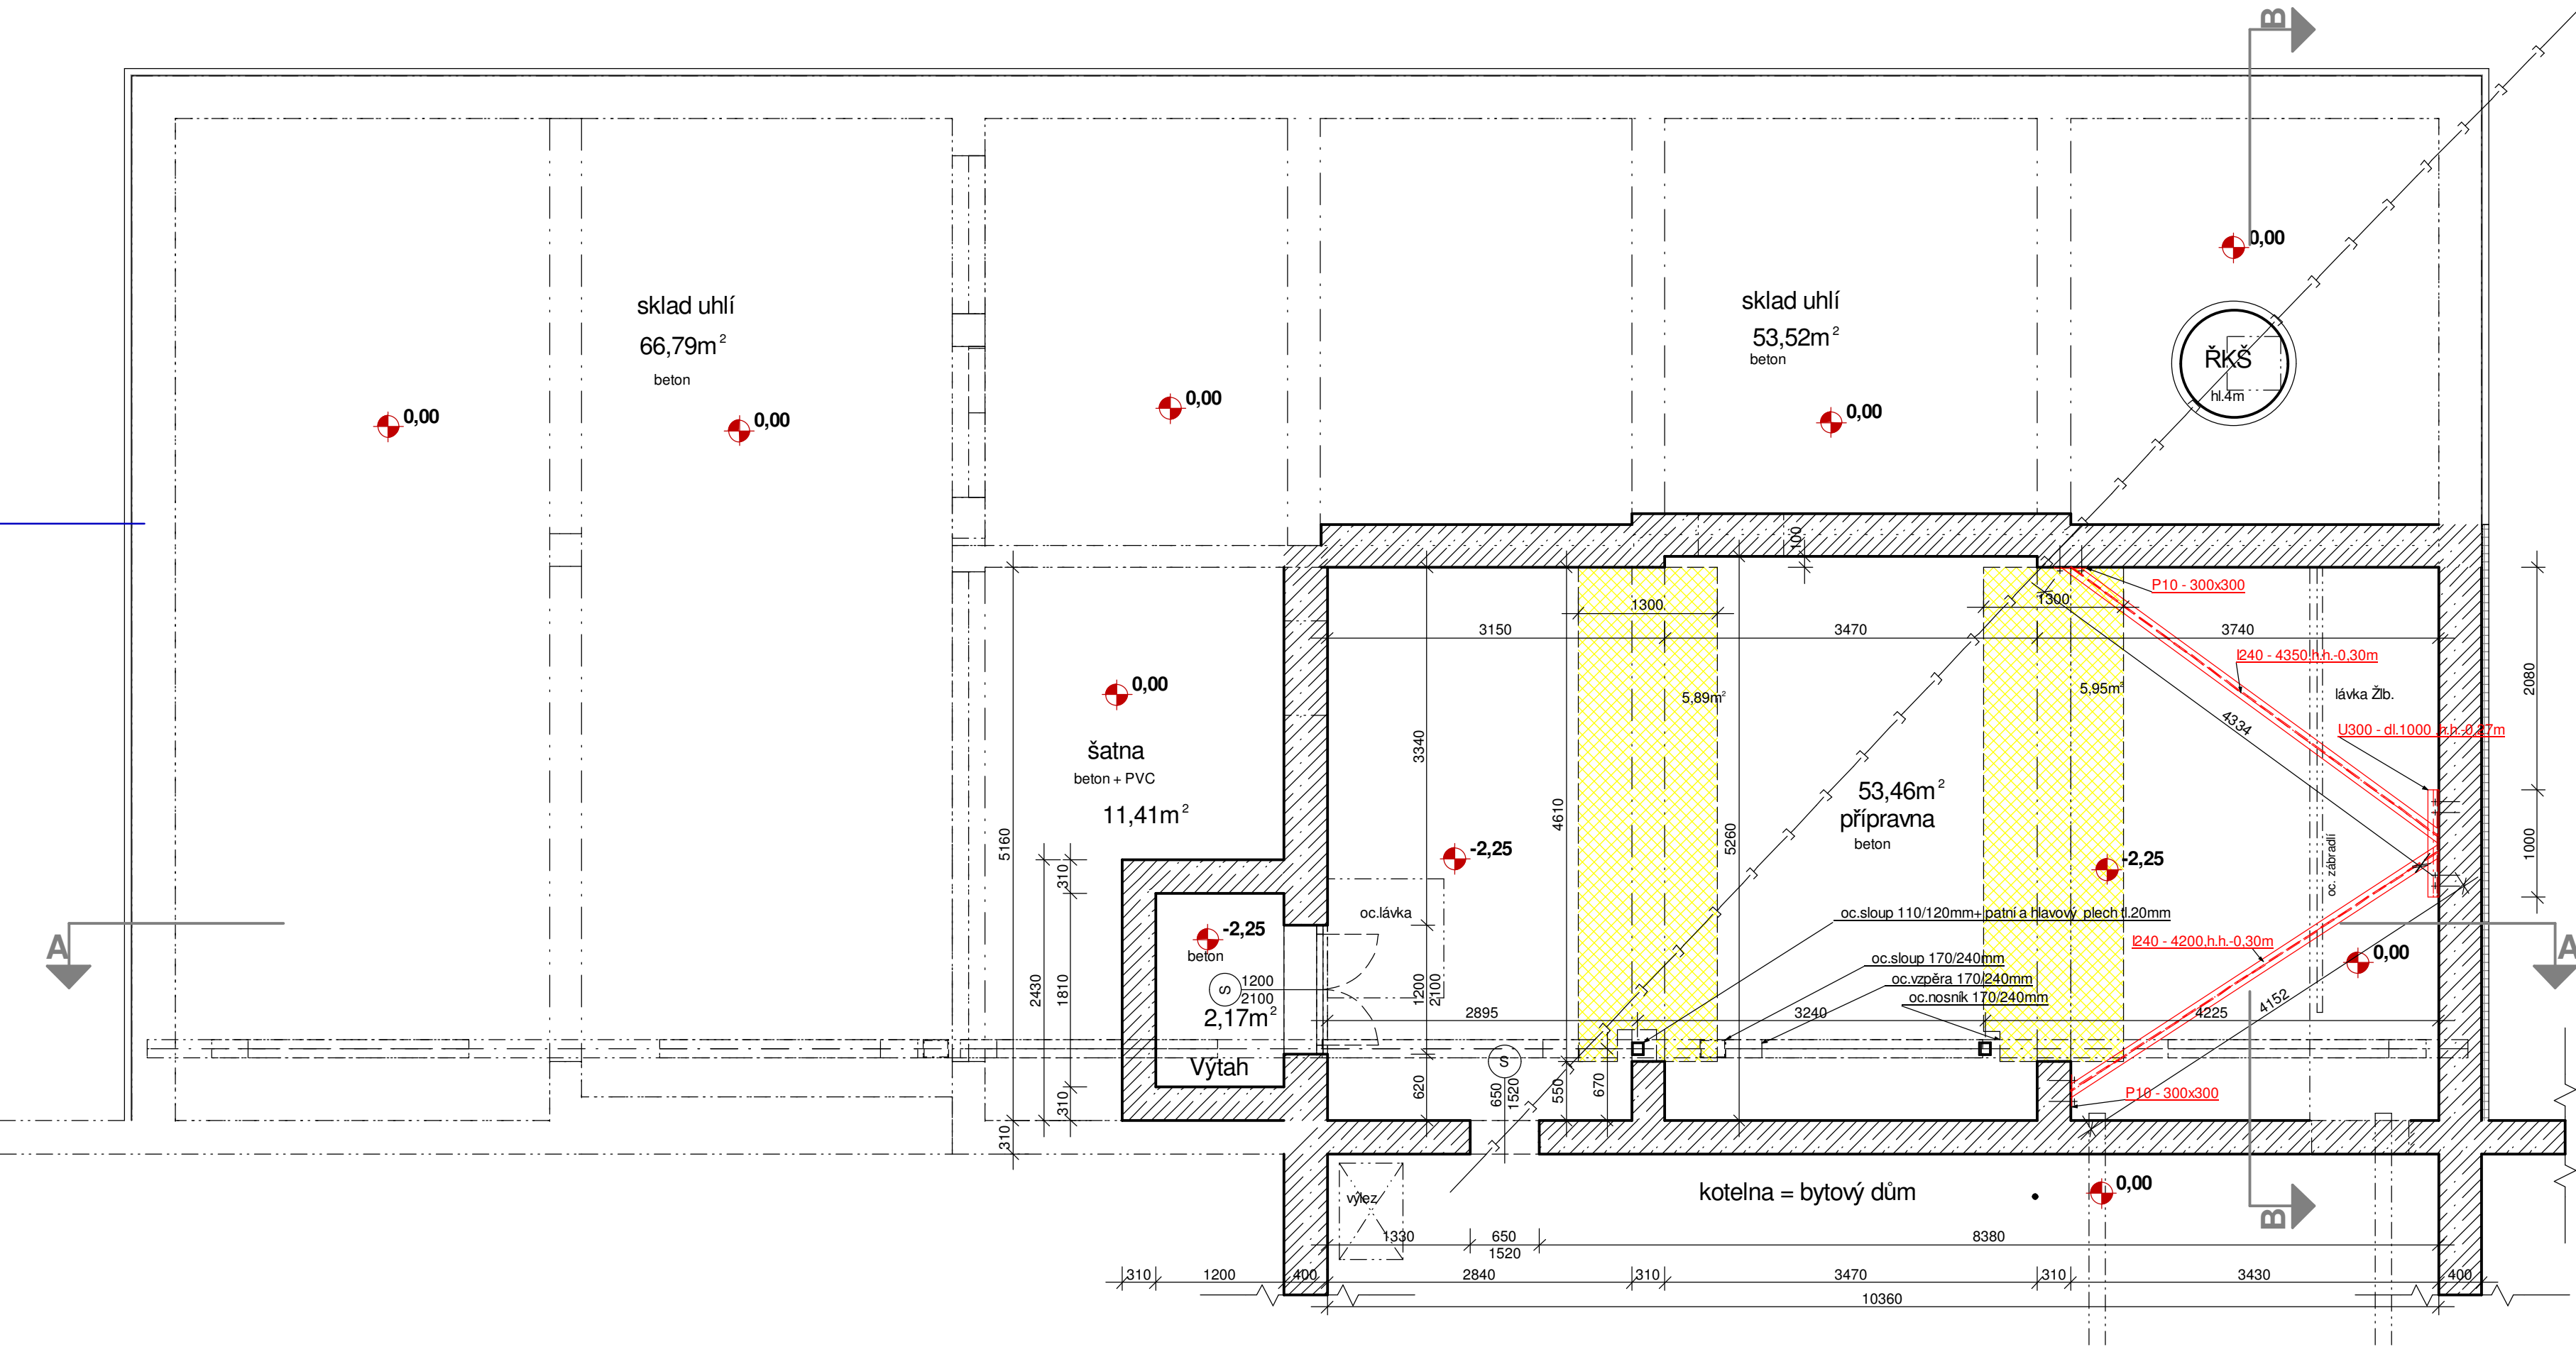 B
0,00
sklad uhlí
66,79m²
beton
sklad uhlí
53,52m²
beton
ŘKŠ
hl.4m
0,00
0,00
0,00
0,00
100
P10 - 300x300
1300
1300
3150
3470
3740
I240 - 4350,h.h.-0,30m
5,89m²
5,95m²
lávka Žlb.
2080
4334
U300 - dl.1000 ,h.h.-0,27m
0,00
šatna
beton + PVC
11,41m²
3340
4610
5260
53,46m²
přípravna
beton
5160
310
-2,25
-2,25
oc. zábradlí
1000
A
oc.lávka
oc.sloup 110/120mm+ patní a hlavový plech tl.20mm
A
-2,25
beton
I240 - 4200,h.h.-0,30m
0,00
oc.sloup 170/240mm
oc.vzpěra 170/240mm
oc.nosník 170/240mm
2430
1810
S
1200
2100
1200
2100
2,17m²
2895
3240
4225
4152
Výtah
S
620
650
1520
550
670
310
310
P10 - 300x300
výlez
kotelna = bytový dům
0,00
B
1330
650
1520
8380
310
1200
400
2840
310
3470
310
3430
400
10360